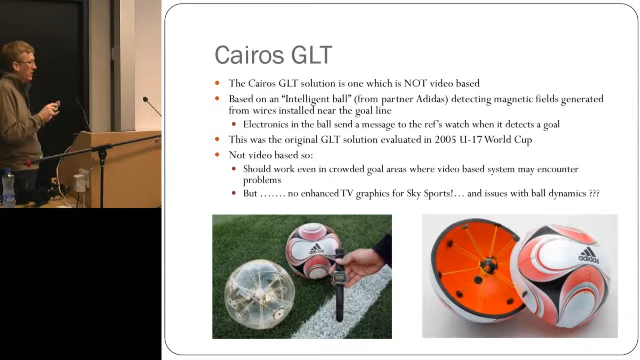 Cairos GLT
The Cairos GLT solution is one which is NOT video based
Based on an "Intelligent ball" (from partner Adidas) detecting magnetic fields generated
from wires installed near the goal line
Electronics in the ball send a message to the ref's watch when it detects a goal
This was the original GLT solution evaluated in 2005 U-17 World Cup
Not video based so:
Should work even in crowded goal areas where video based system may encounter
problems
But ……. no enhanced TV graphics for Sky Sports!… and issues with ball dynamics ???
adidas
adidas